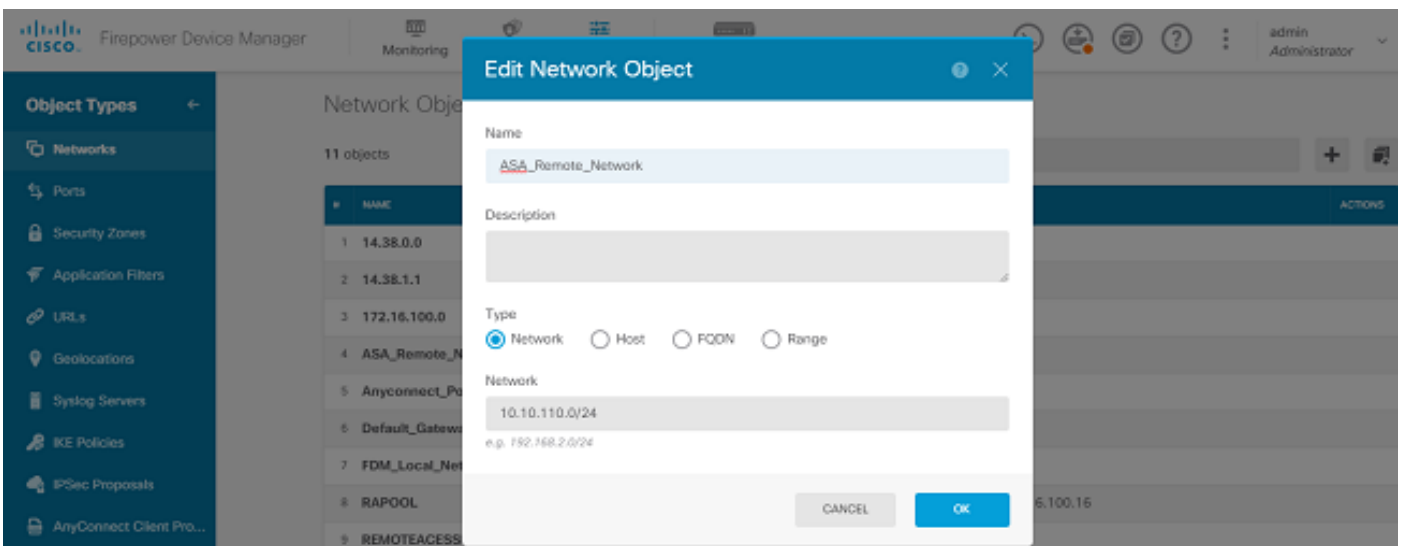 CISCO. Firepower Device Manager
Monitoring
admin
Administrator
Edit Network Object
Object Types
Network Obje
Name
Networks
11 objects
ASA_Remote_Network
Ports
# NAME
ACTIONS
Description
Security Zones
1 14.38.0.0
Application Filters
2 14.38.1.1
URLs
3 172.16.100.0
Type
Network Host FQDN Range
Geolocations
4 ASA_Remote_N
Network
Syslog Servers
5 Anyconnect_Po
10.10.110.0/24
IKE Policies
6 Default_Gatewa
e.g. 192.168.2.0/24
7 FDM_Local_Net
IPSec Proposals
8 RAPOOL
6.100.16
CANCEL OK
AnyConnect Client Pro...
9 REMOTEACESS